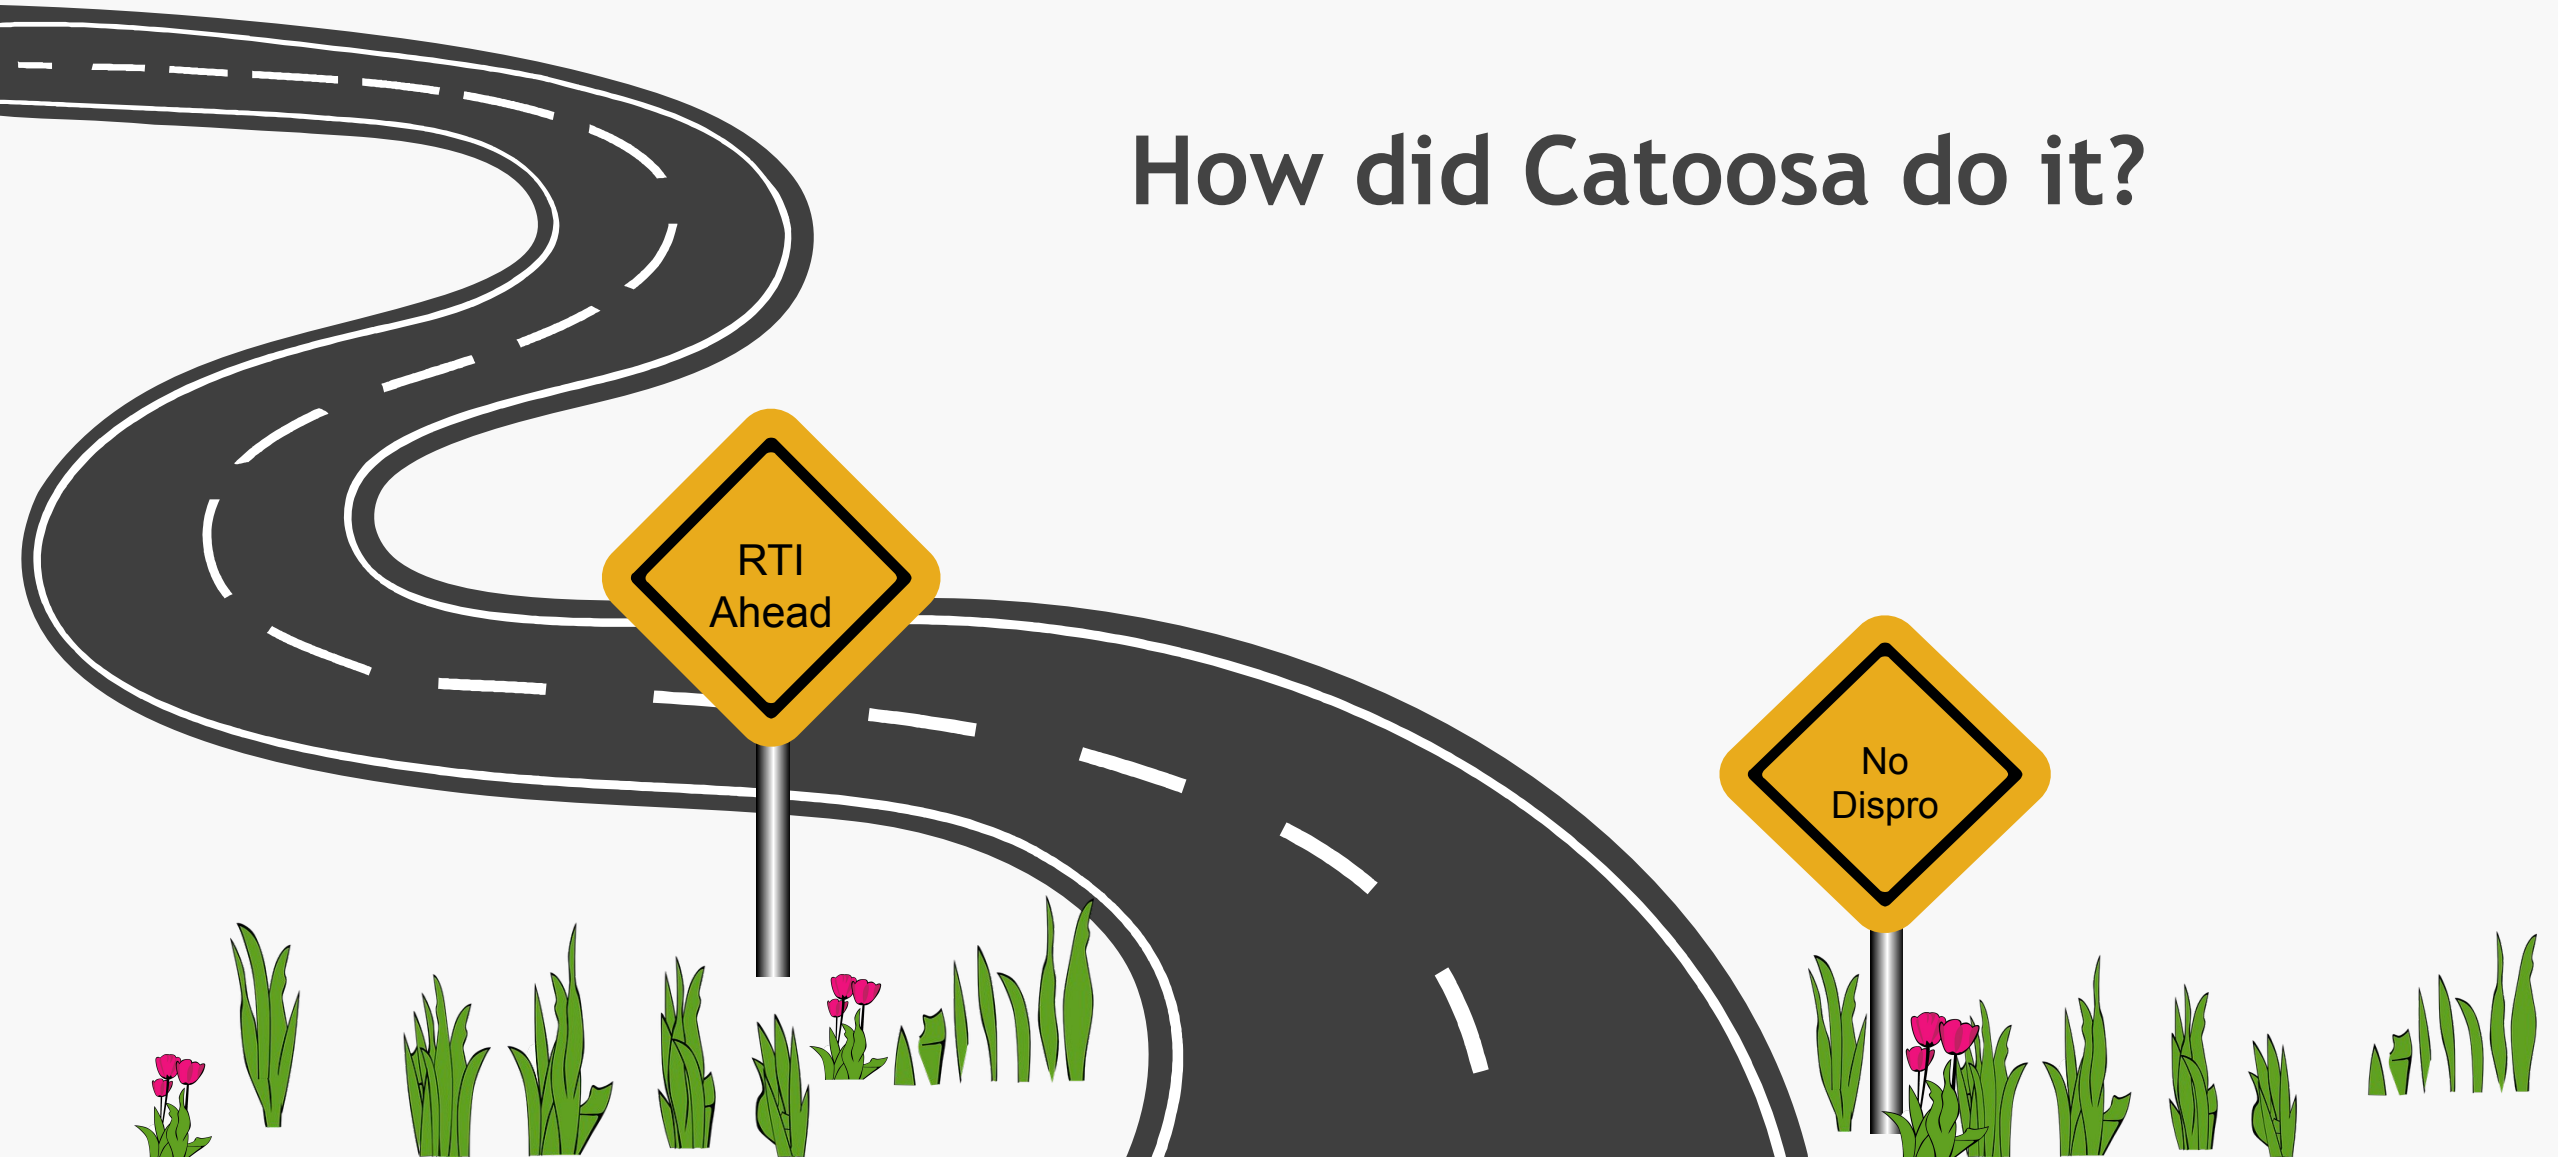 How did Catoosa do it?
RTI
Ahead
No
Dispro